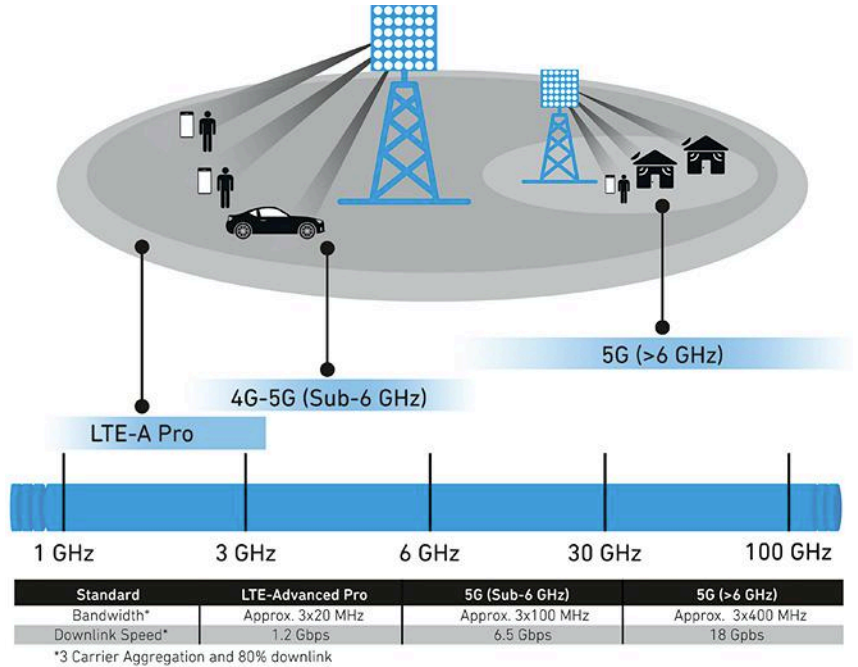 5G (>6 GHz)
4G-5G (Sub-6 GHz)
LTE-A Pro
1 GHz 3 GHz 6 GHz 30 GHz 100 GHz
Standard LTE-Advanced Pro 5G (Sub-6 GHz) 5G (>6 GHz)
Bandwidth* Approx. 3x20 MHz Approx. 3x100 MHz Approx. 3x400 MHz
Downlink Speed* 1.2 Gbps 6.5 Gbps 18 Gpbs
*3 Carrier Aggregation and 80% downlink